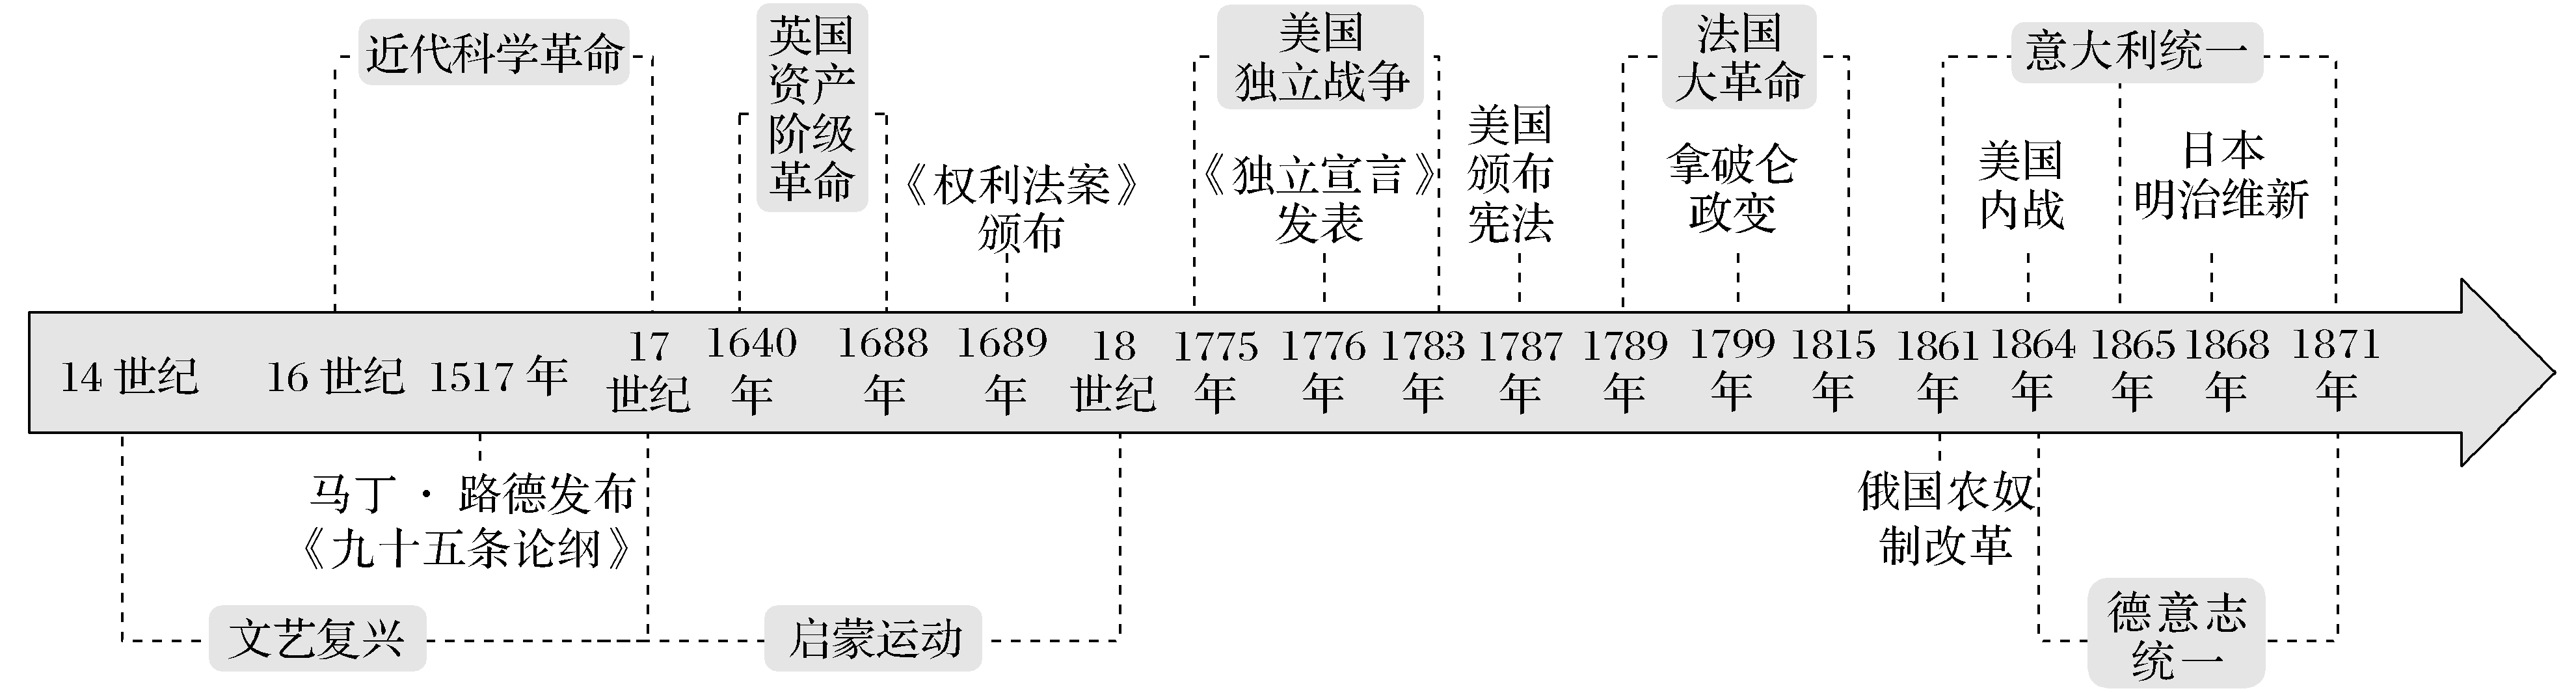 近代科学革命
英国
资产
阶级
革命
《权利法案》
颁布
美国
独立战争
《独立宣言》
发表
美国
颁布
宪法
法国
大革命
拿破仑
政变
意大利统一
美国
内战
日本
明治维新
14 世纪
16 世纪
1517 年
17
世纪
1640
年
1688
年
1689
年
18
世纪
1775
年
1776
年
1783
年
1787
年
1789
年
1799
年
1815
年
1861
年
1864
年
1865
年
1868
年
1871
年
马丁 · 路德发布
《九十五条论纲》
文艺复兴
启蒙运动
俄国农奴
制改革
德意志
统一